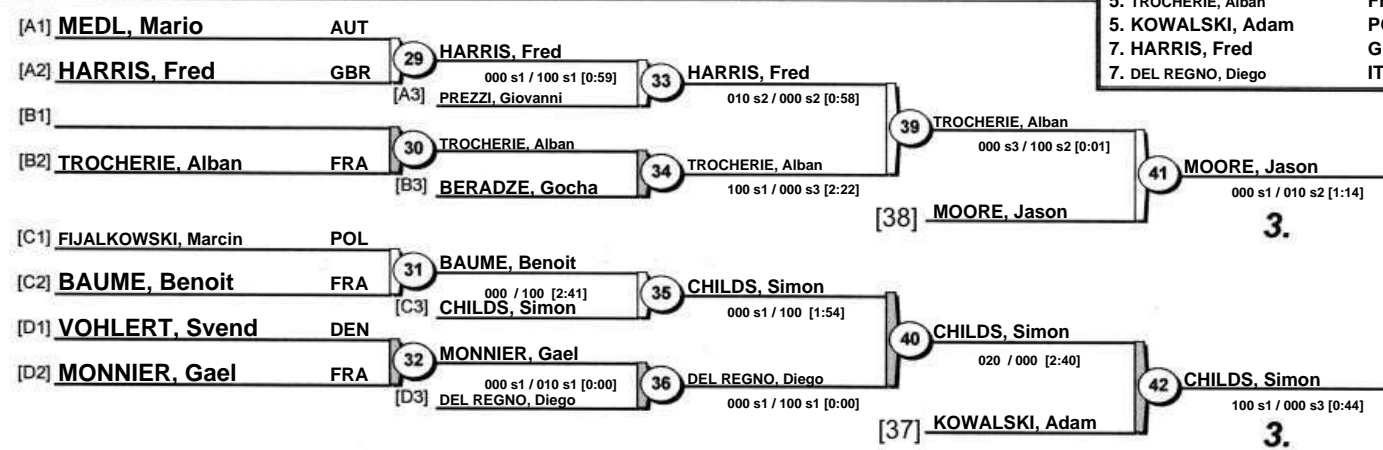 5. TROCHERIE, Alban
5. KOWALSKI, Adam
7. HARRIS, Fred
7. DEL REGNO, Diego IT
[A1] MEDL, Mario AUT
[A2] HARRIS, Fred GBR
29 HARRIS, Fred
000 s1 / 100 s1 [0:59]
[A3] PREZZI, Giovanni
33 HARRIS, Fred
010 s2 / 000 s2 [0:58]
[B1]
[B2] TROCHERIE, Alban FRA
30 TROCHERIE, Alban
[B3] BERADZE, Gocha
34 TROCHERIE, Alban
100 s1 / 000 s3 [2:22]
39 TROCHERIE, Alban
000 s3 / 100 s2 [0:01]
[38] MOORE, Jason
41 MOORE, Jason
000 s1 / 010 s2 [1:14]
3.
[C1] FIJALKOWSKI, Marcin POL
[C2] BAUME, Benoit FRA
31 BAUME, Benoit
000 / 100 [2:41]
[C3] CHILDS, Simon
35 CHILDS, Simon
000 s1 / 100 [1:54]
[D1] VOHLERT, Svend DEN
[D2] MONNIER, Gael FRA
32 MONNIER, Gael
000 s1 / 010 s1 [0:00]
[D3] DEL REGNO, Diego
36 DEL REGNO, Diego
000 s1 / 100 s1 [0:00]
40 CHILDS, Simon
020 / 000 [2:40]
[37] KOWALSKI, Adam
42 CHILDS, Simon
100 s1 / 000 s3 [0:44]
3.